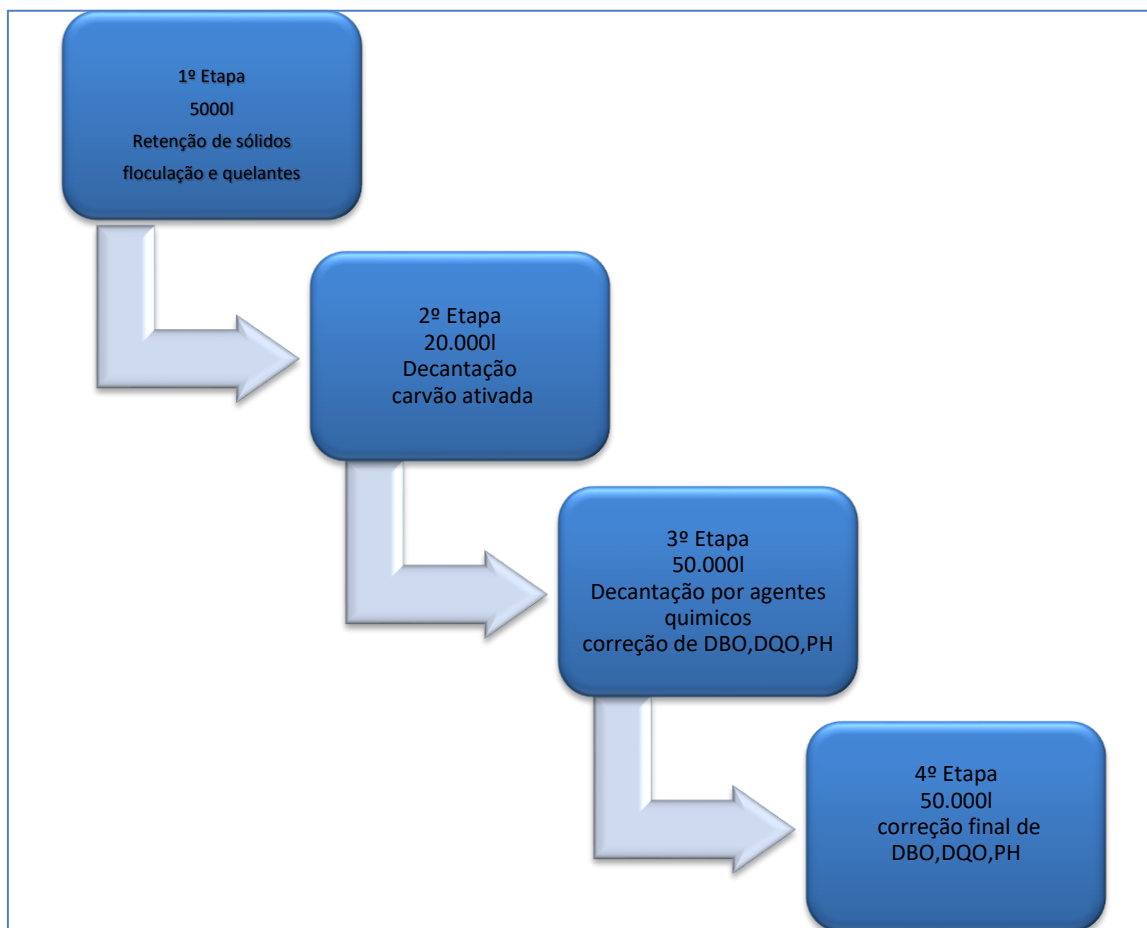 1º Etapa
5000l
Retenção de sólidos
floculação e quelantes
2º Etapa
20.000l
Decantação
carvão ativada
3º Etapa
50.000l
Decantação por agentes
quimicos
correção de DBO,DQO,PH
4º Etapa
50.000l
correção final de
DBO,DQO,PH